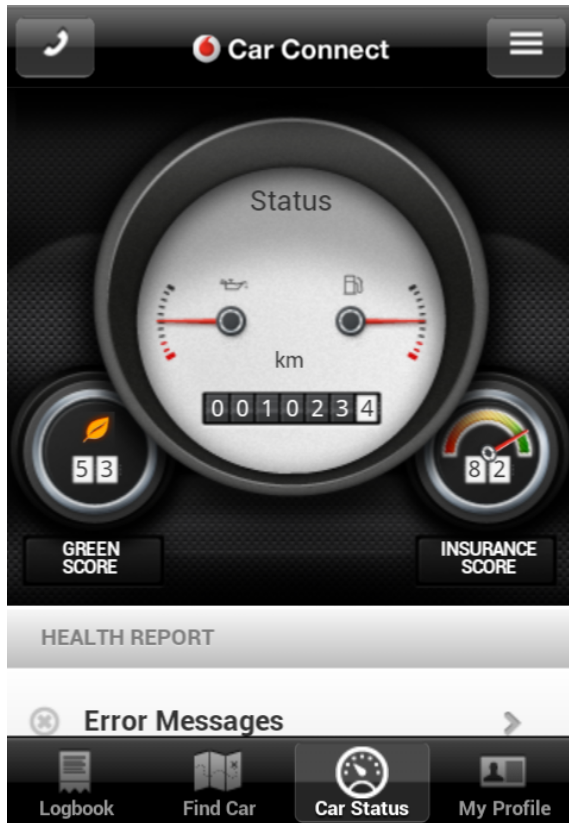 Car Connect
Status
km
0010234
53
82
GREEN
SCORE
INSURANCE
SCORE
HEALTH REPORT
Error Messages
Logbook
Find Car
Car Status
My Profile